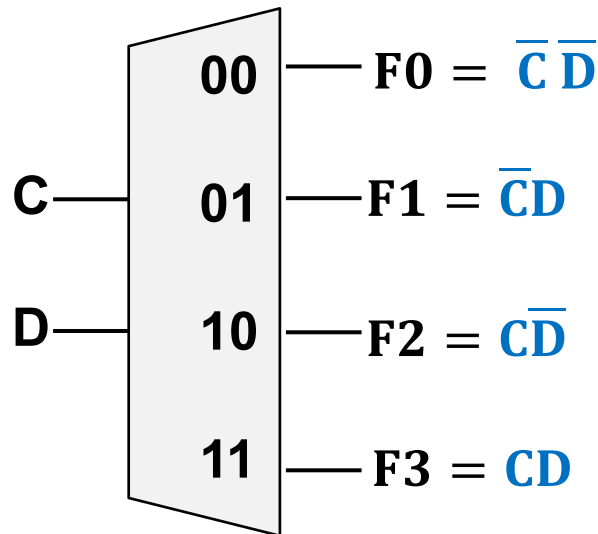 00 F0 = C̅ D̅
C 01 F1 = C̅D
D 10 F2 = CD̅
11 F3 = CD